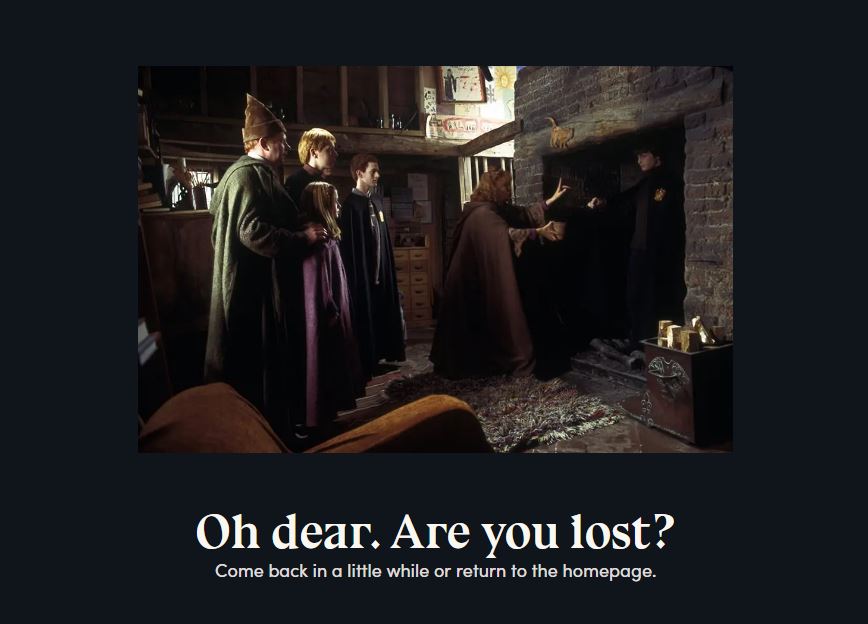 Oh dear. Are you lost?
Come back in a little while or return to the homepage.